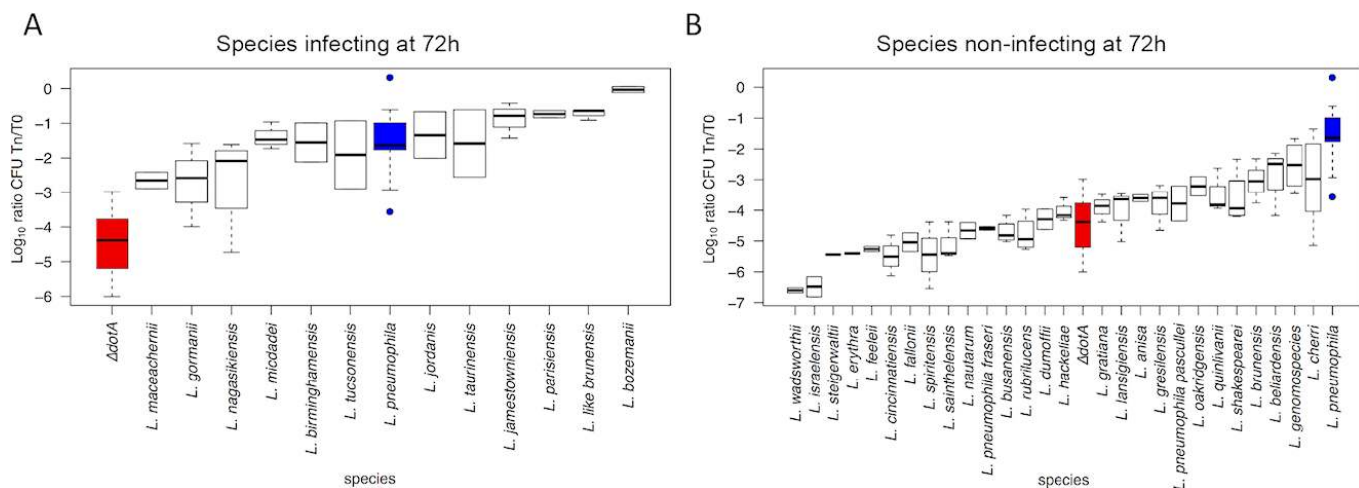 A
Species infecting at 72h
Log10 ratio CFU Tn/T0
0
−1
−2
−3
−4
−5
−6
ΔdotA
L. maceachernii
L. gormanii
L. nagasikiensis
L. micdadei
L. birminghamensis
L. tucsonensis
L. pneumophila
L. jordanis
L. taurinensis
L. jamestowniensis
L. parisiensis
L. like brunensis
L. bozemanii
species
B
Species non-infecting at 72h
Log10 ratio CFU Tn/T0
0
−1
−2
−3
−4
−5
−6
−7
L. wadsworthii
L. israelensis
L. steigerwaltii
L. erythra
L. feeleii
L. cincinnatiensis
L. fallonii
L. spiritensis
L. sainthelensis
L. nautarum
L. pneumophila fraseri
L. busanensis
L. rubrilucens
L. dumoffii
L. hackeliae
ΔdotA
L. gratiana
L. lansigiensis
L. anisa
L. gresilensis
L. pneumophila pascullei
L. oakridgensis
L. quinlivanii
L. shakespearei
L. brunensis
L. beliardensis
L. genomospecies
L. cherri
L. pneumophila
species